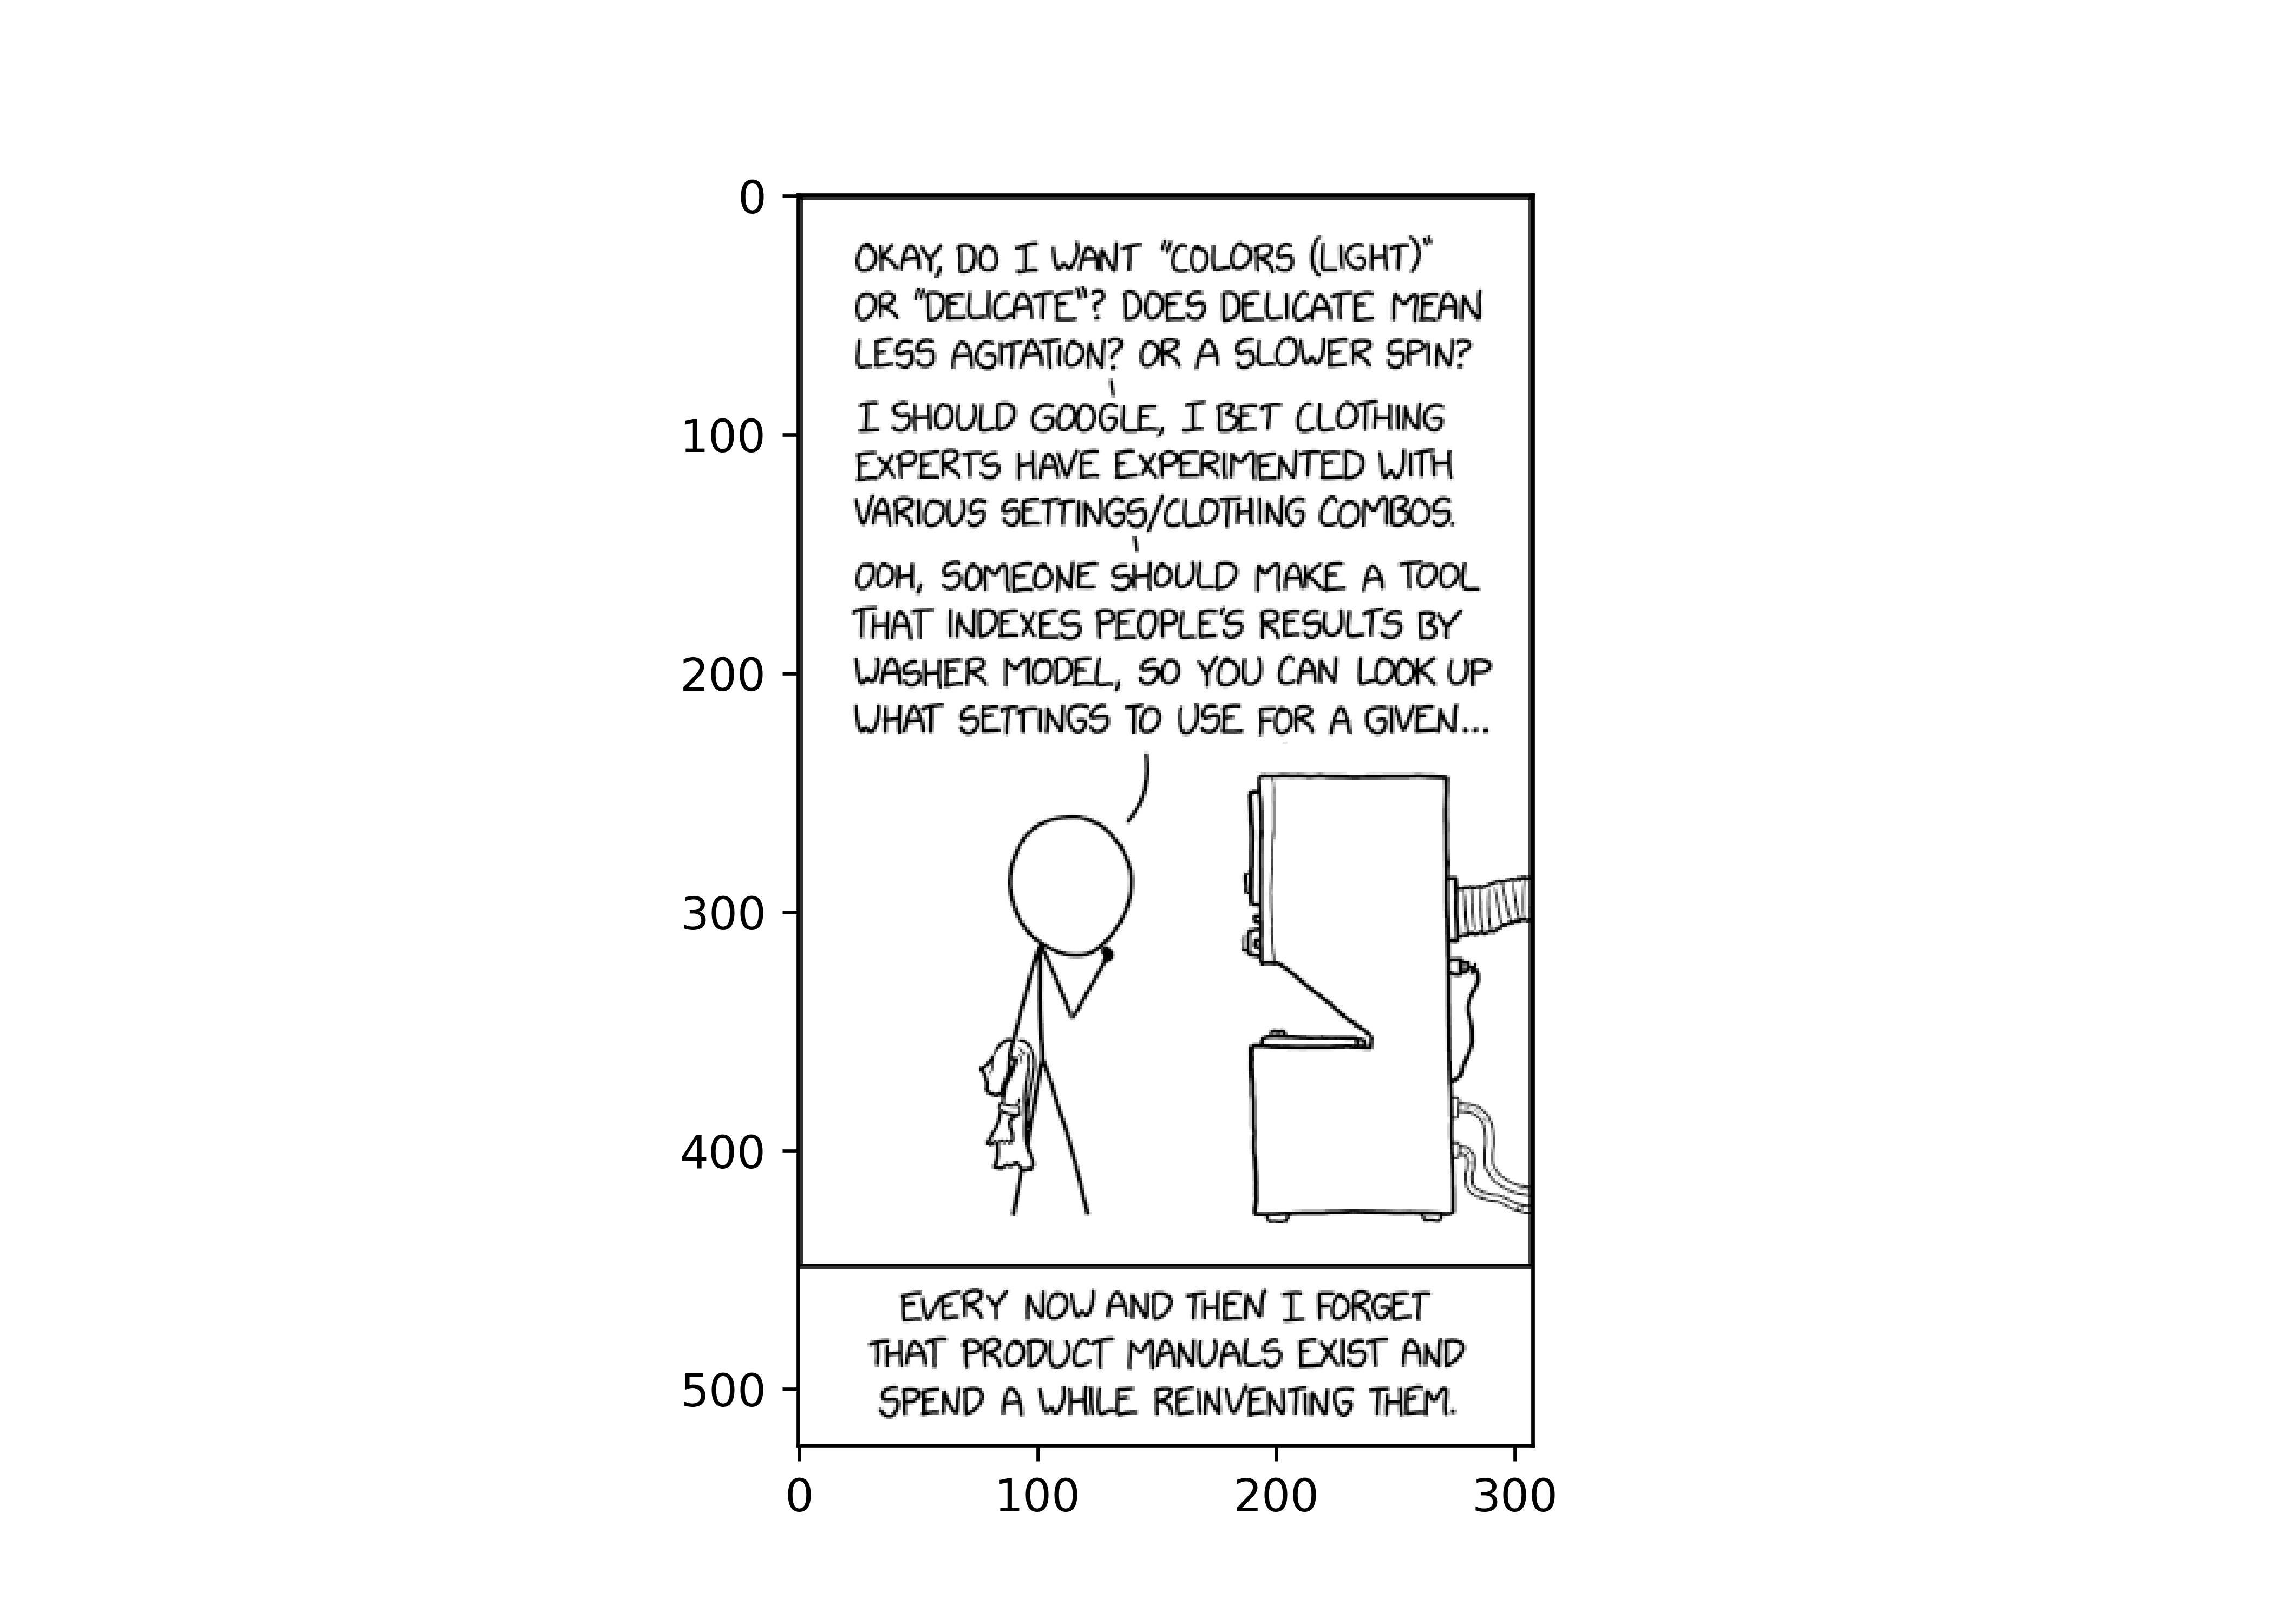 0
OKAY, DO I WANT "COLORS (LIGHT)"
OR "DELICATE"? DOES DELICATE MEAN
LESS AGITATION? OR A SLOWER SPIN?
I SHOULD GOOGLE, I BET CLOTHING
100
EXPERTS HAVE EXPERIMENTED WITH
VARIOUS SETTINGS/CLOTHING COMBOS.
OOH, SOMEONE SHOULD MAKE A TOOL
THAT INDEXES PEOPLE'S RESULTS BY
200
WASHER MODEL, SO YOU CAN LOOK UP
WHAT SETTINGS TO USE FOR A GIVEN...
300
400
EVERY NOW AND THEN I FORGET
THAT PRODUCT MANUALS EXIST AND
500
SPEND A WHILE REINVENTING THEM.
0 100 200 300